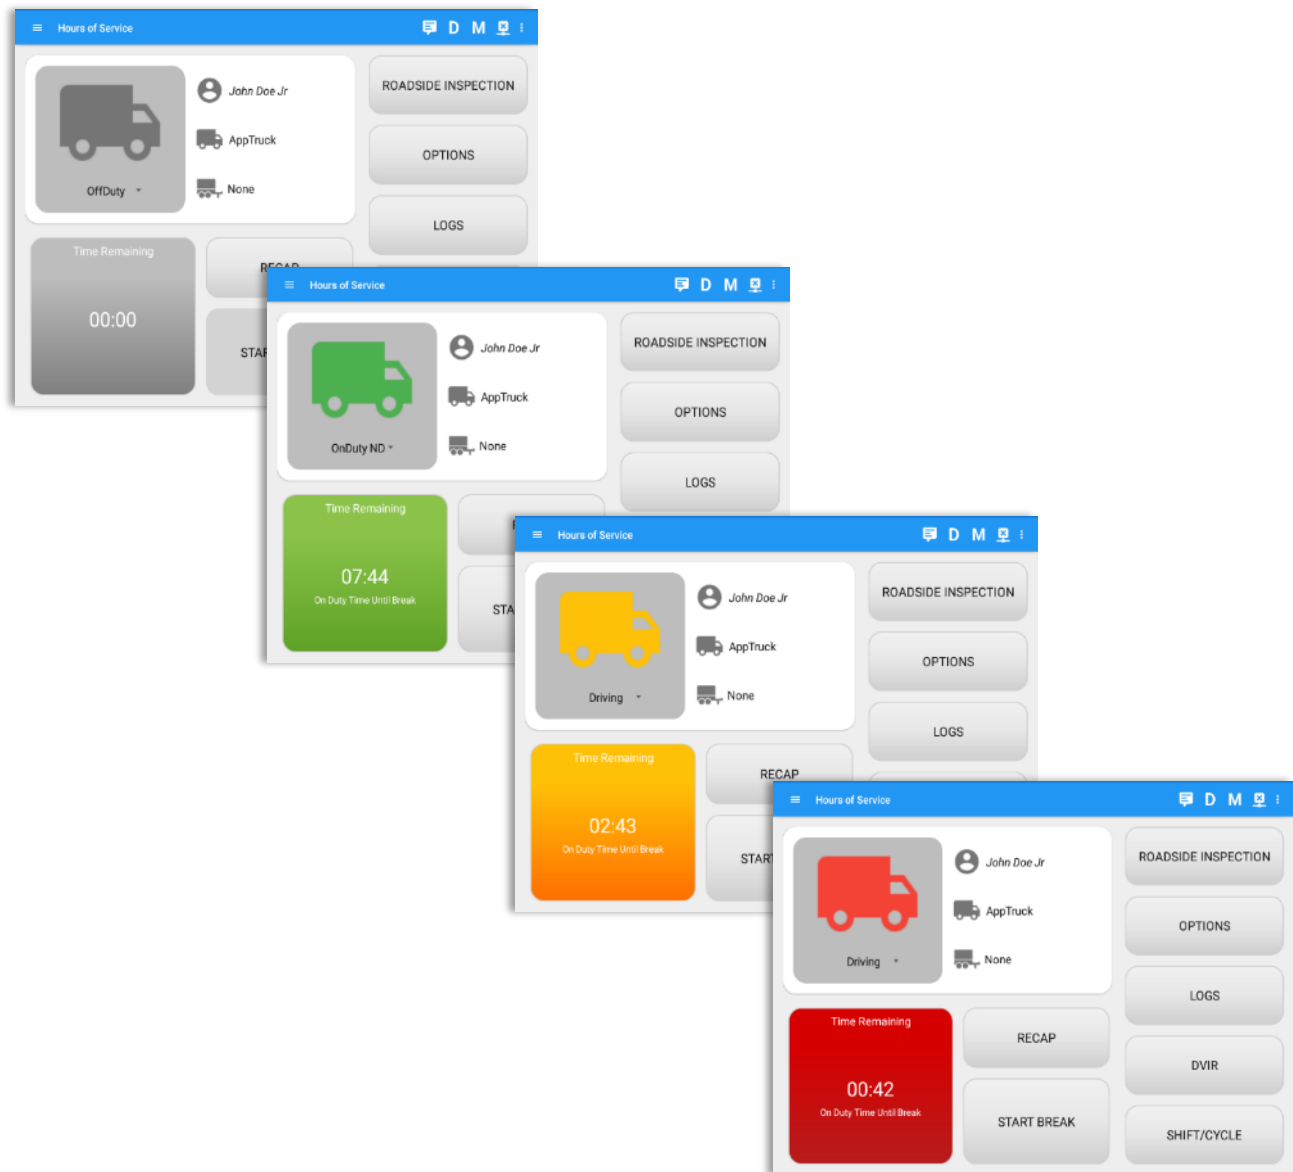 Hours of Service
D M
John Doe Jr
AppTruck
None
OffDuty
ROADSIDE INSPECTION
OPTIONS
LOGS
Time Remaining
00:00
RECAP
Hours of Service
D M
John Doe Jr
AppTruck
None
OnDuty ND
ROADSIDE INSPECTION
OPTIONS
LOGS
Time Remaining
07:44
On Duty Time Until Break
Hours of Service
D M
John Doe Jr
AppTruck
None
Driving
ROADSIDE INSPECTION
OPTIONS
LOGS
Time Remaining
02:43
On Duty Time Until Break
RECAP
START
Hours of Service
D M
John Doe Jr
AppTruck
None
Driving
ROADSIDE INSPECTION
OPTIONS
LOGS
DVIR
SHIFT/CYCLE
Time Remaining
00:42
On Duty Time Until Break
RECAP
START BREAK